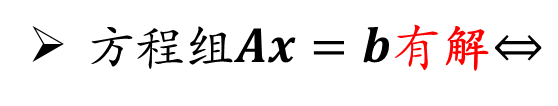 ➢ 方程组Ax = b有解⇔